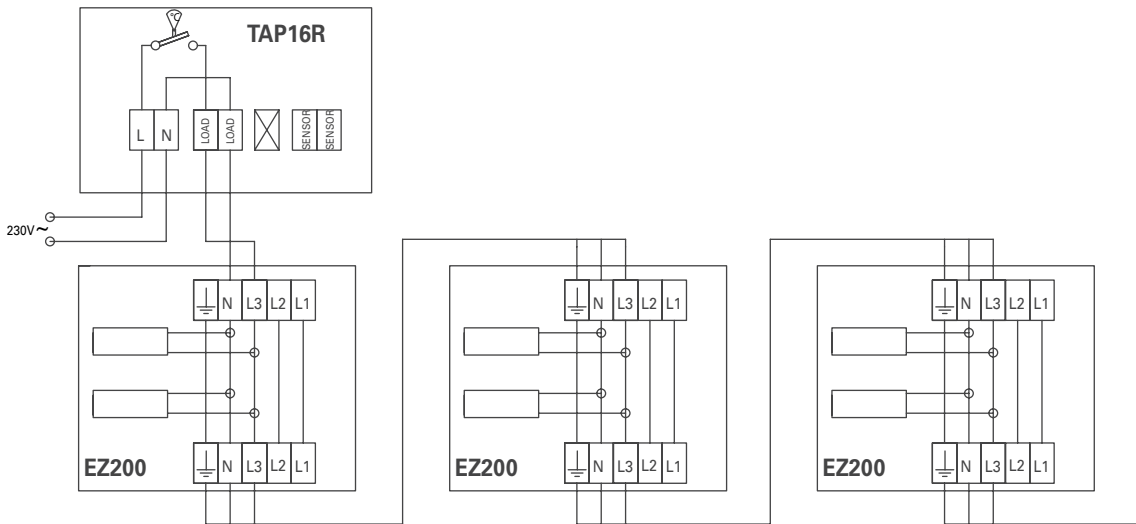 TAP16R
L N LOAD LOAD SENSOR SENSOR
230V~
N L3 L2 L1
N L3 L2 L1
N L3 L2 L1
EZ200 N L3 L2 L1
EZ200 N L3 L2 L1
EZ200 N L3 L2 L1
°C